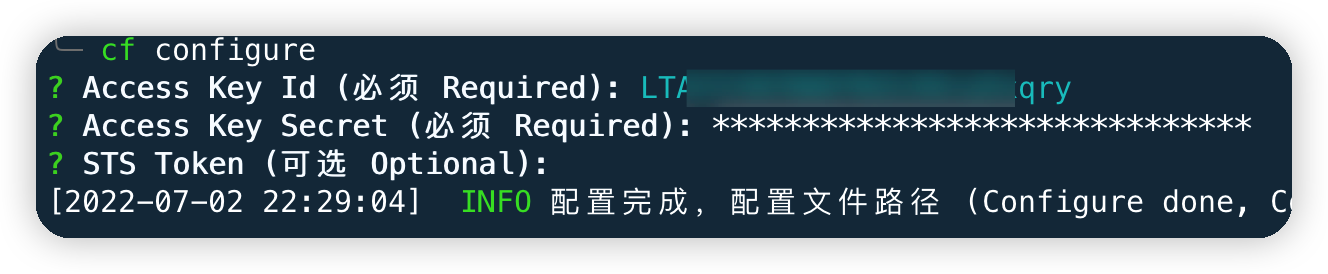 cf configure
? Access Key Id (必须 Required): LTA qry
? Access Key Secret (必须 Required): ******************************
? STS Token (可选 Optional):
[2022-07-02 22:29:04] INFO 配置完成, 配置文件路径 (Configure done,